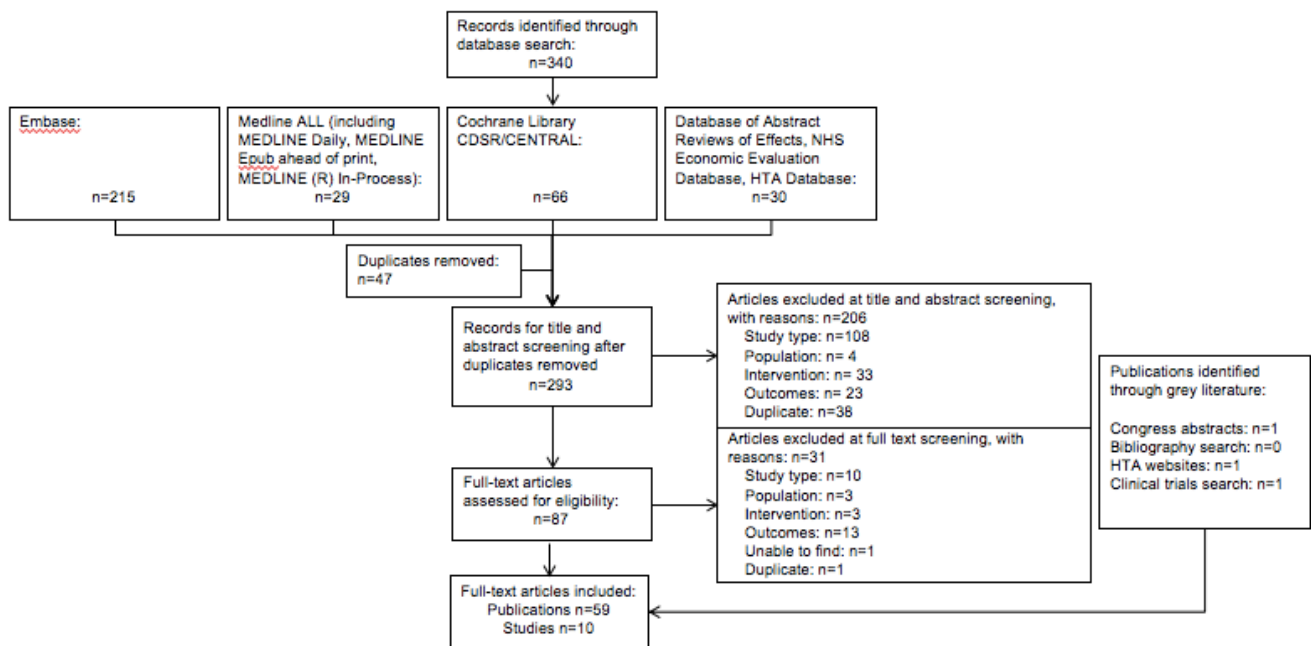 Records identified through
database search:
n=340
Embase:
n=215
Medline ALL (including
MEDLINE Daily, MEDLINE
Epub ahead of print,
MEDLINE (R) In-Process):
n=29
Cochrane Library
CDSR/CENTRAL:
n=66
Database of Abstract
Reviews of Effects, NHS
Economic Evaluation
Database, HTA Database:
n=30
Duplicates removed:
n=47
Records for title and
abstract screening after
duplicates removed
n=293
Articles excluded at title and abstract screening,
with reasons: n=206
Study type: n=108
Population: n= 4
Intervention: n= 33
Outcomes: n= 23
Duplicate: n=38
Publications identified
through grey literature:
Congress abstracts: n=1
Bibliography search: n=0
HTA websites: n=1
Clinical trials search: n=1
Full-text articles
assessed for eligibility:
n=87
Articles excluded at full text screening, with
reasons: n=31
Study type: n=10
Population: n=3
Intervention: n=3
Outcomes: n=13
Unable to find: n=1
Duplicate: n=1
Full-text articles included:
Publications n=59
Studies n=10